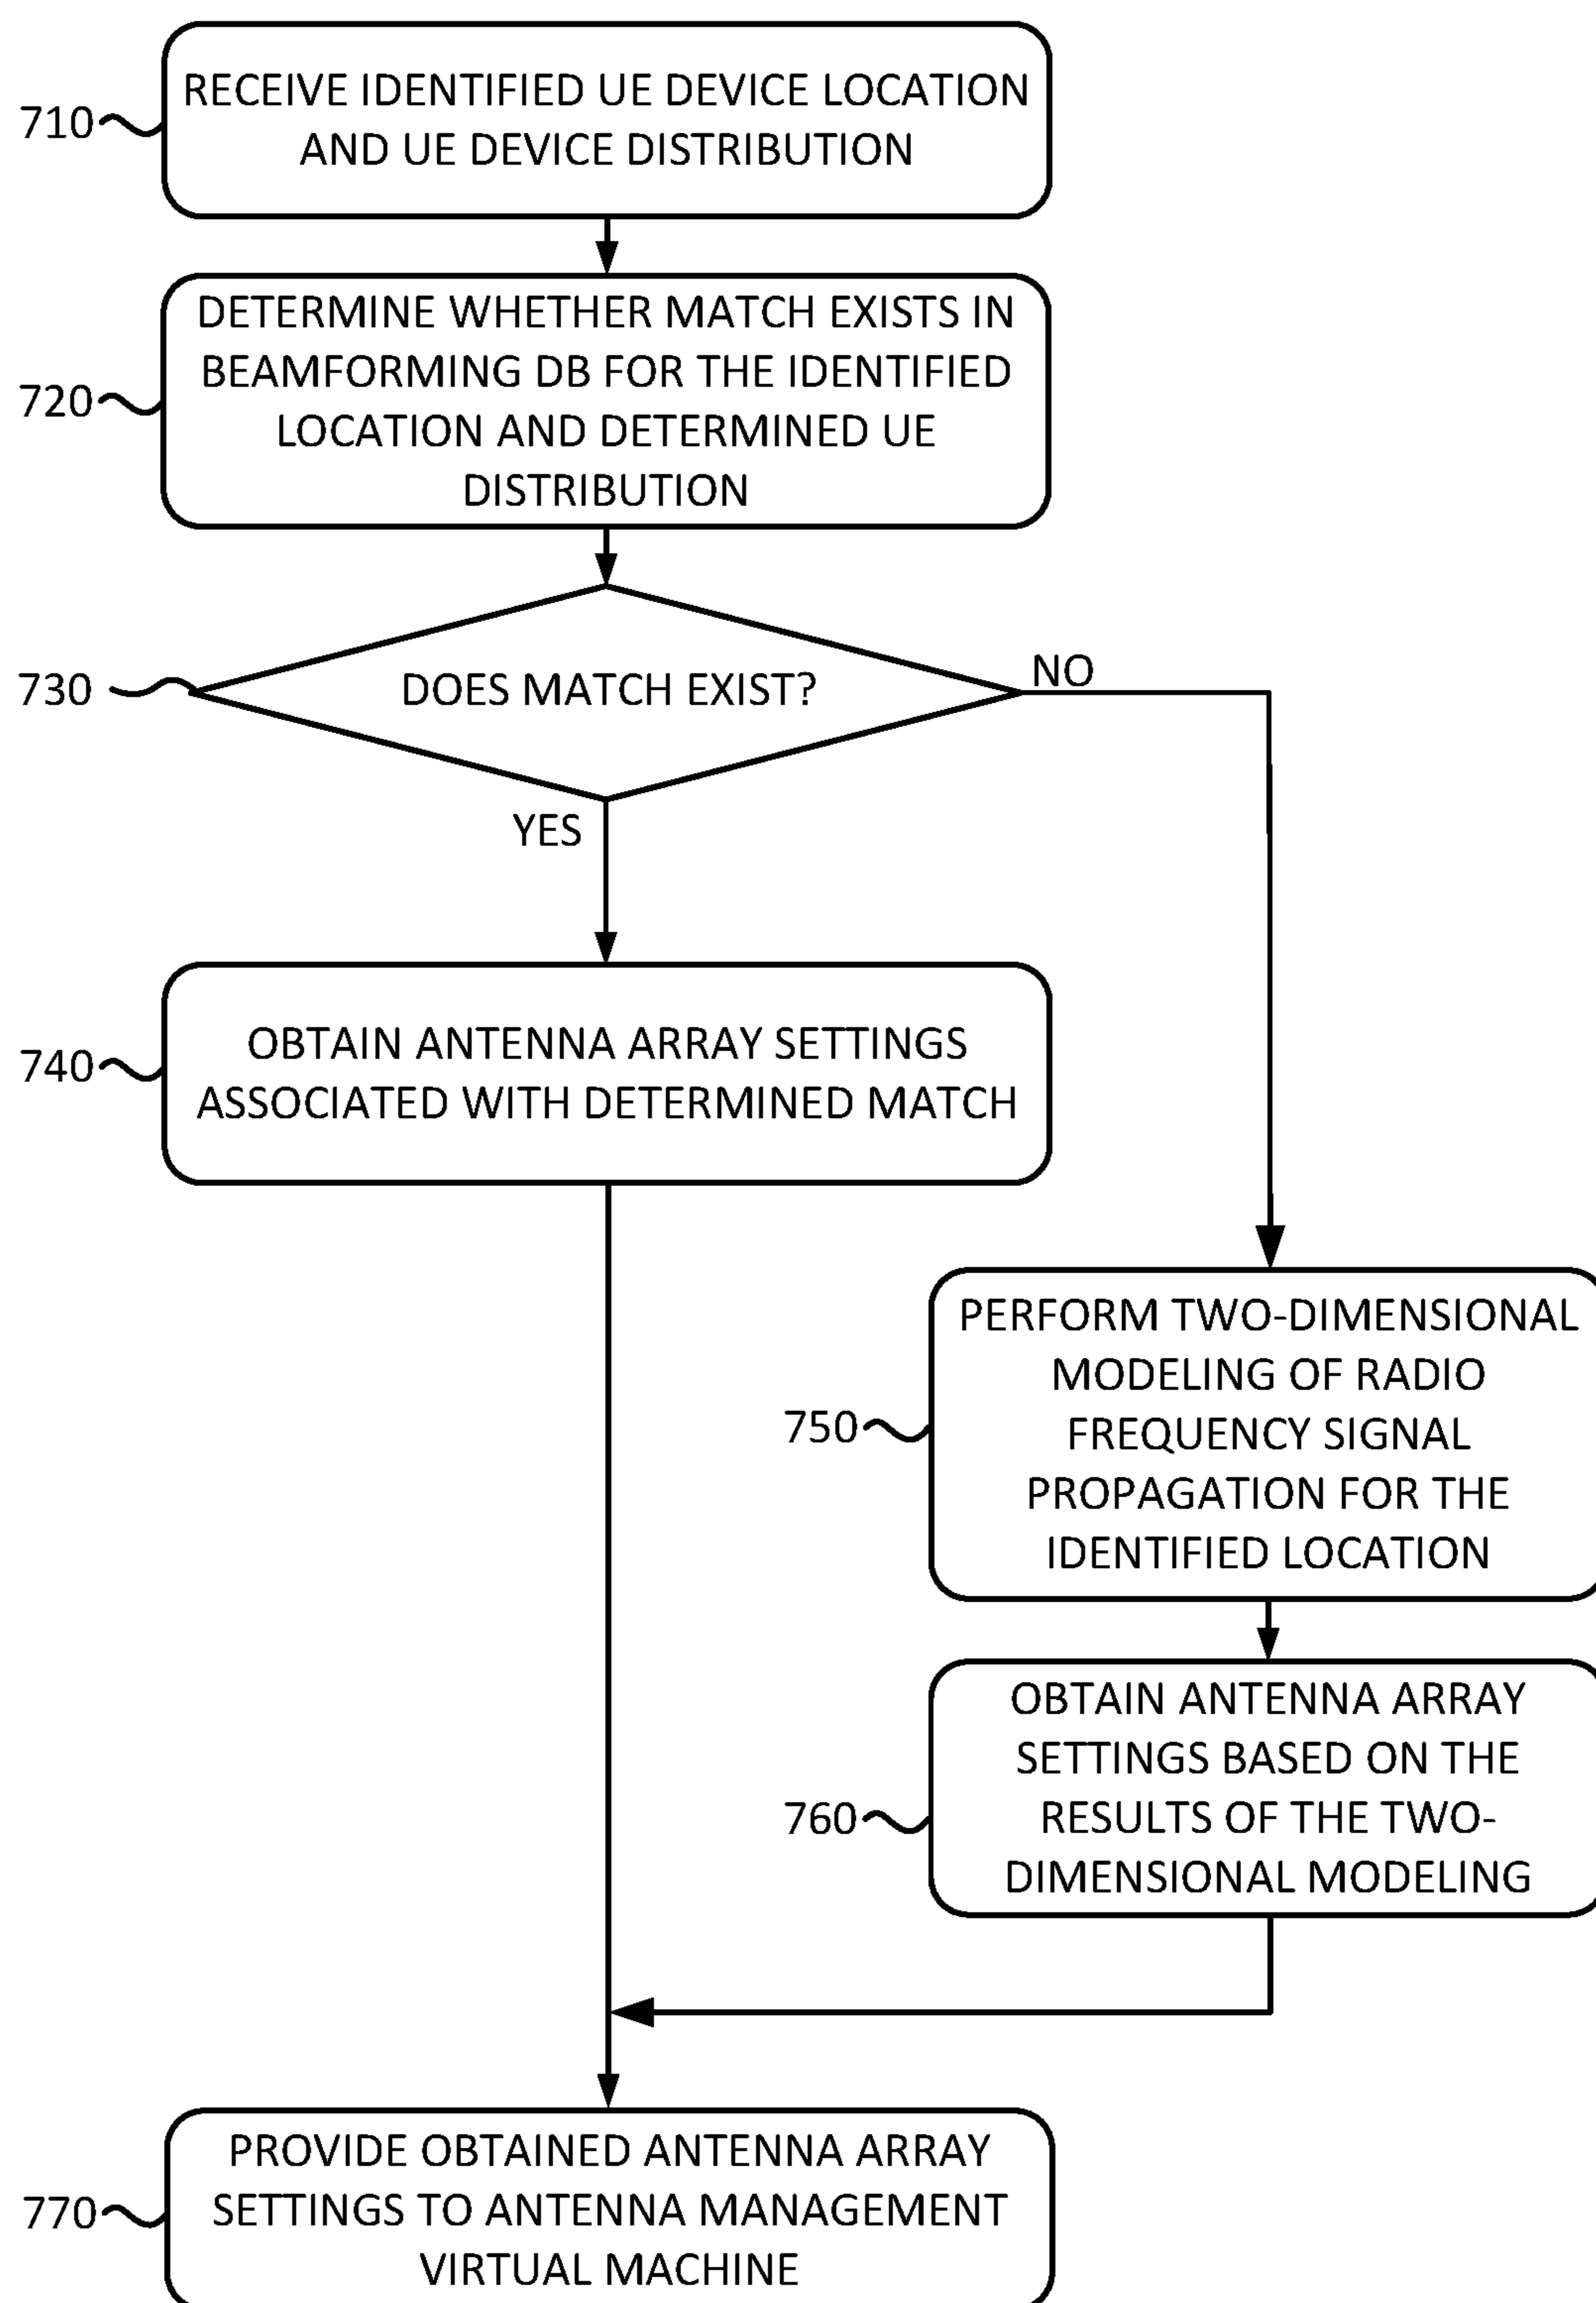 710
RECEIVE IDENTIFIED UE DEVICE LOCATION
AND UE DEVICE DISTRIBUTION
720
DETERMINE WHETHER MATCH EXISTS IN
BEAMFORMING DB FOR THE IDENTIFIED
LOCATION AND DETERMINED UE
DISTRIBUTION
730
DOES MATCH EXIST?
NO
YES
740
OBTAIN ANTENNA ARRAY SETTINGS
ASSOCIATED WITH DETERMINED MATCH
750
PERFORM TWO-DIMENSIONAL
MODELING OF RADIO
FREQUENCY SIGNAL
PROPAGATION FOR THE
IDENTIFIED LOCATION
760
OBTAIN ANTENNA ARRAY
SETTINGS BASED ON THE
RESULTS OF THE TWO-
DIMENSIONAL MODELING
770
PROVIDE OBTAINED ANTENNA ARRAY
SETTINGS TO ANTENNA MANAGEMENT
VIRTUAL MACHINE